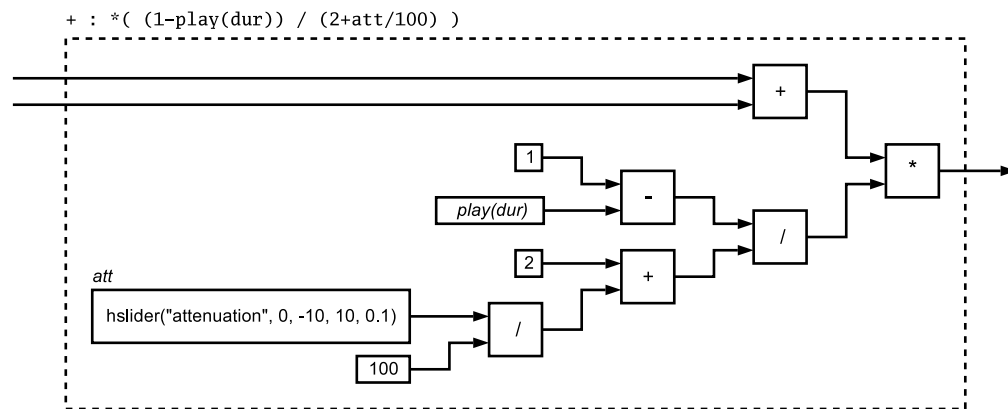 + : *( (1-play(dur)) / (2+att/100) )
+
1
*
-
play(dur)
/
2
+
att
hslider("attenuation", 0, -10, 10, 0.1)
/
100